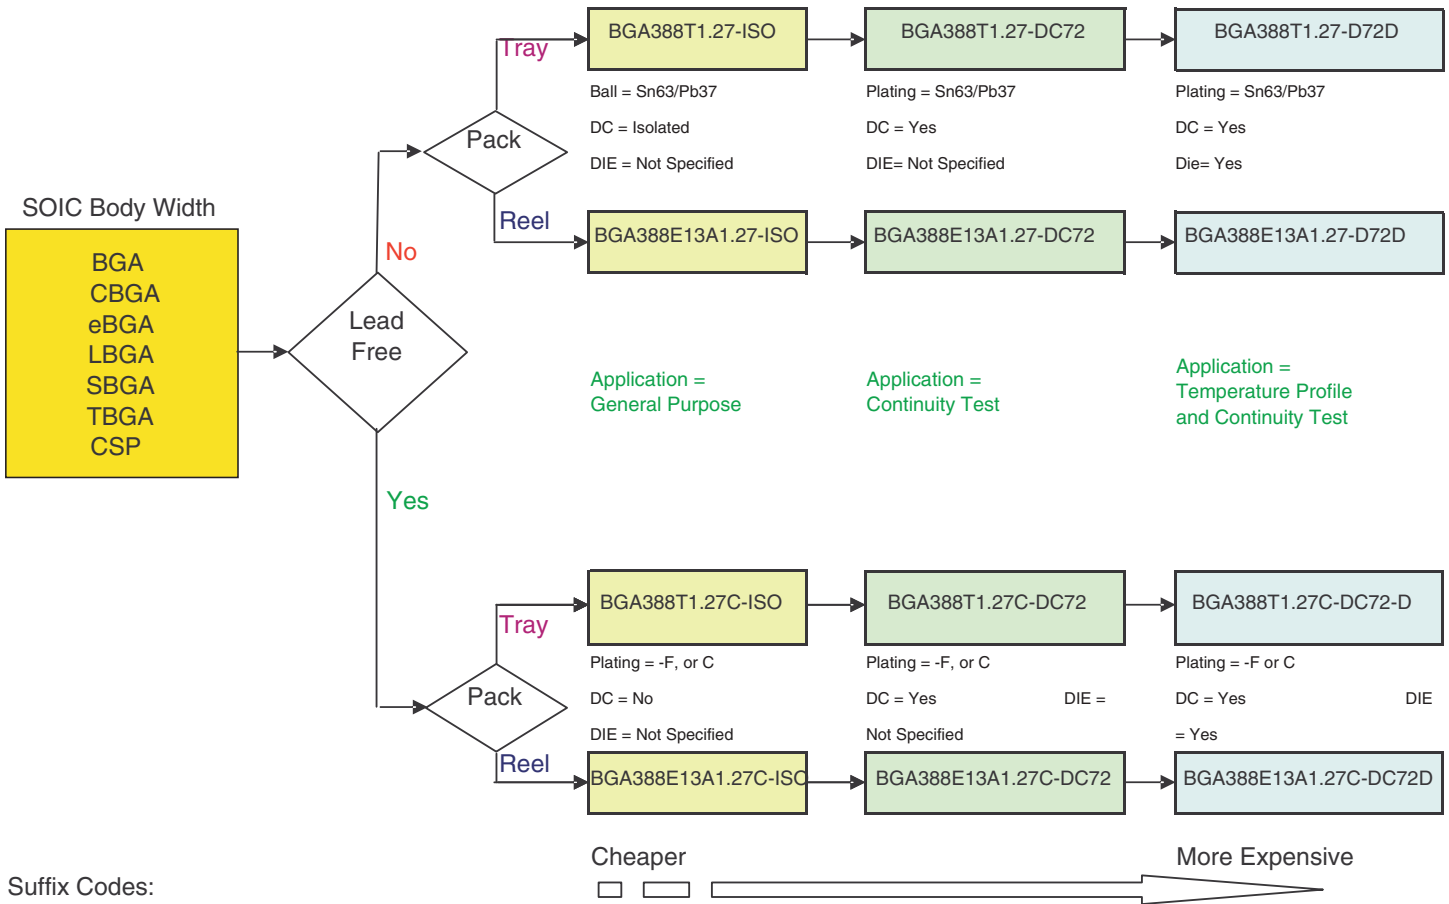 BGA388T1.27-ISO
BGA388T1.27-DC72
BGA388T1.27-D72D
Tray
Ball = Sn63/Pb37
Plating = Sn63/Pb37
Plating = Sn63/Pb37
DC = Isolated
DC = Yes
DC = Yes
Pack
DIE = Not Specified
DIE= Not Specified
Die= Yes
SOIC Body Width
Reel
BGA388E13A1.27-ISO
BGA388E13A1.27-DC72
BGA388E13A1.27-D72D
No
BGA
CBGA
eBGA
LBGA
SBGA
TBGA
CSP
Lead
Free
Application =
General Purpose
Application =
Continuity Test
Application =
Temperature Profile
and Continuity Test
Yes
BGA388T1.27C-ISO
BGA388T1.27C-DC72
BGA388T1.27C-DC72-D
Tray
Plating = -F, or C
Plating = -F, or C
Plating = -F or C
Pack
DC = No
DC = Yes DIE =
DC = Yes DIE
DIE = Not Specified
Not Specified
= Yes
Reel
BGA388E13A1.27C-ISO
BGA388E13A1.27C-DC72
BGA388E13A1.27C-DC72D
Cheaper
More Expensive
Suffix Codes: